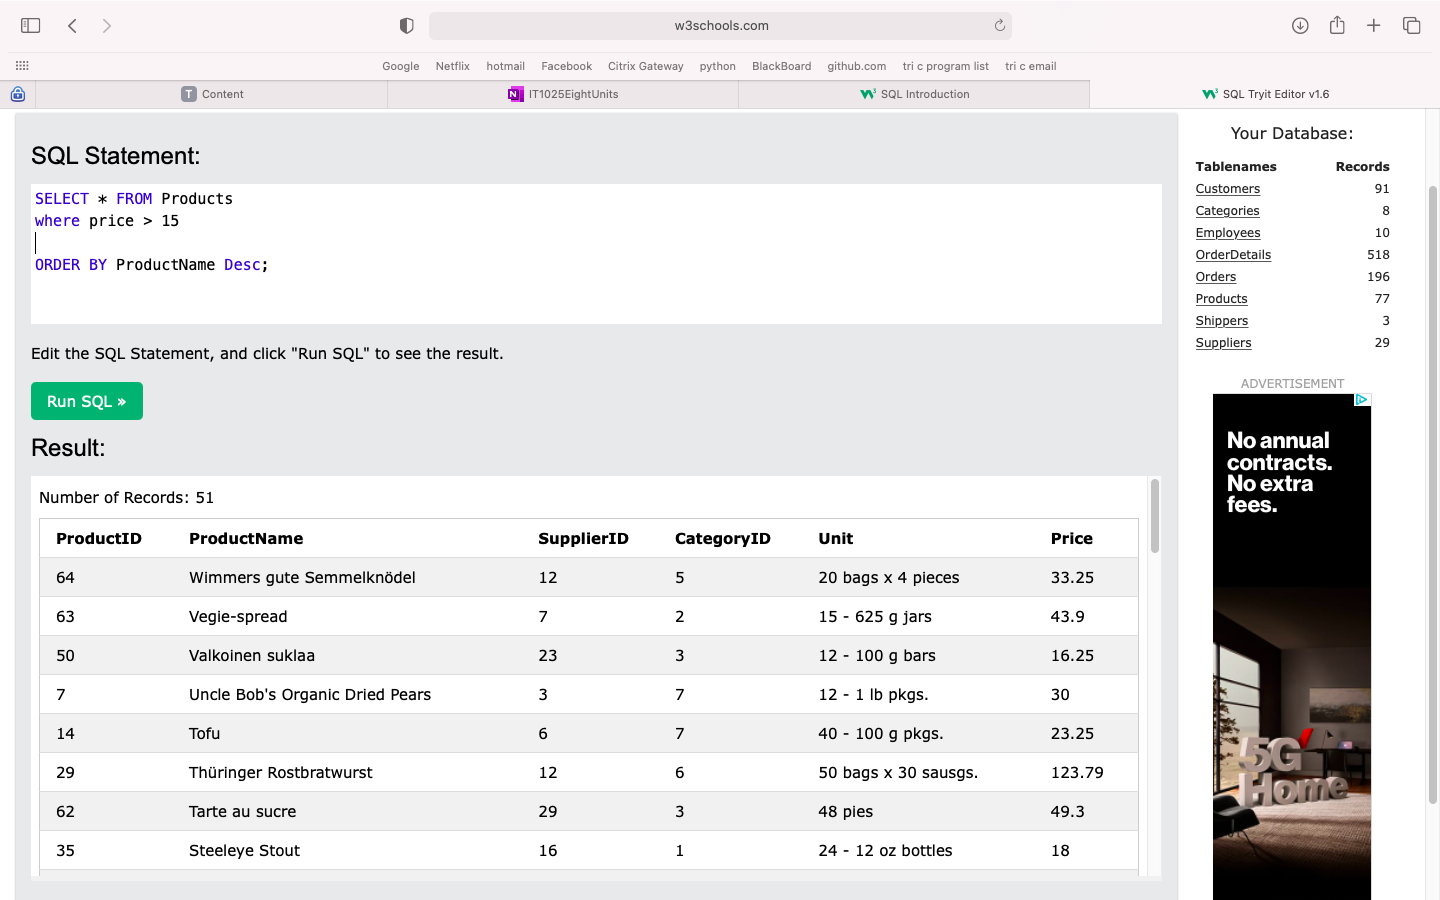 w3schools.com
Google Netflix hotmail Facebook Citrix Gateway python BlackBoard github.com tri c program list tri c email
T Content
N IT1025EightUnits
SQL Introduction
SQL Tryit Editor v1.6
SQL Statement:
SELECT * FROM Products
where price > 15
ORDER BY ProductName Desc;
Edit the SQL Statement, and click "Run SQL" to see the result.
Run SQL »
Result:
Number of Records: 51
ProductID ProductName SupplierID CategoryID Unit Price
64 Wimmers gute Semmelknödel 12 5 20 bags x 4 pieces 33.25
63 Vegie-spread 7 2 15 - 625 g jars 43.9
50 Valkoinen suklaa 23 3 12 - 100 g bars 16.25
7 Uncle Bob's Organic Dried Pears 3 7 12 - 1 lb pkgs. 30
14 Tofu 6 7 40 - 100 g pkgs. 23.25
29 Thüringer Rostbratwurst 12 6 50 bags x 30 sausgs. 123.79
62 Tarte au sucre 29 3 48 pies 49.3
35 Steeleye Stout 16 1 24 - 12 oz bottles 18
Your Database:
Tablenames Records
Customers 91
Categories 8
Employees 10
OrderDetails 518
Orders 196
Products 77
Shippers 3
Suppliers 29
ADVERTISEMENT
No annual
contracts.
No extra
fees.
5G
Home